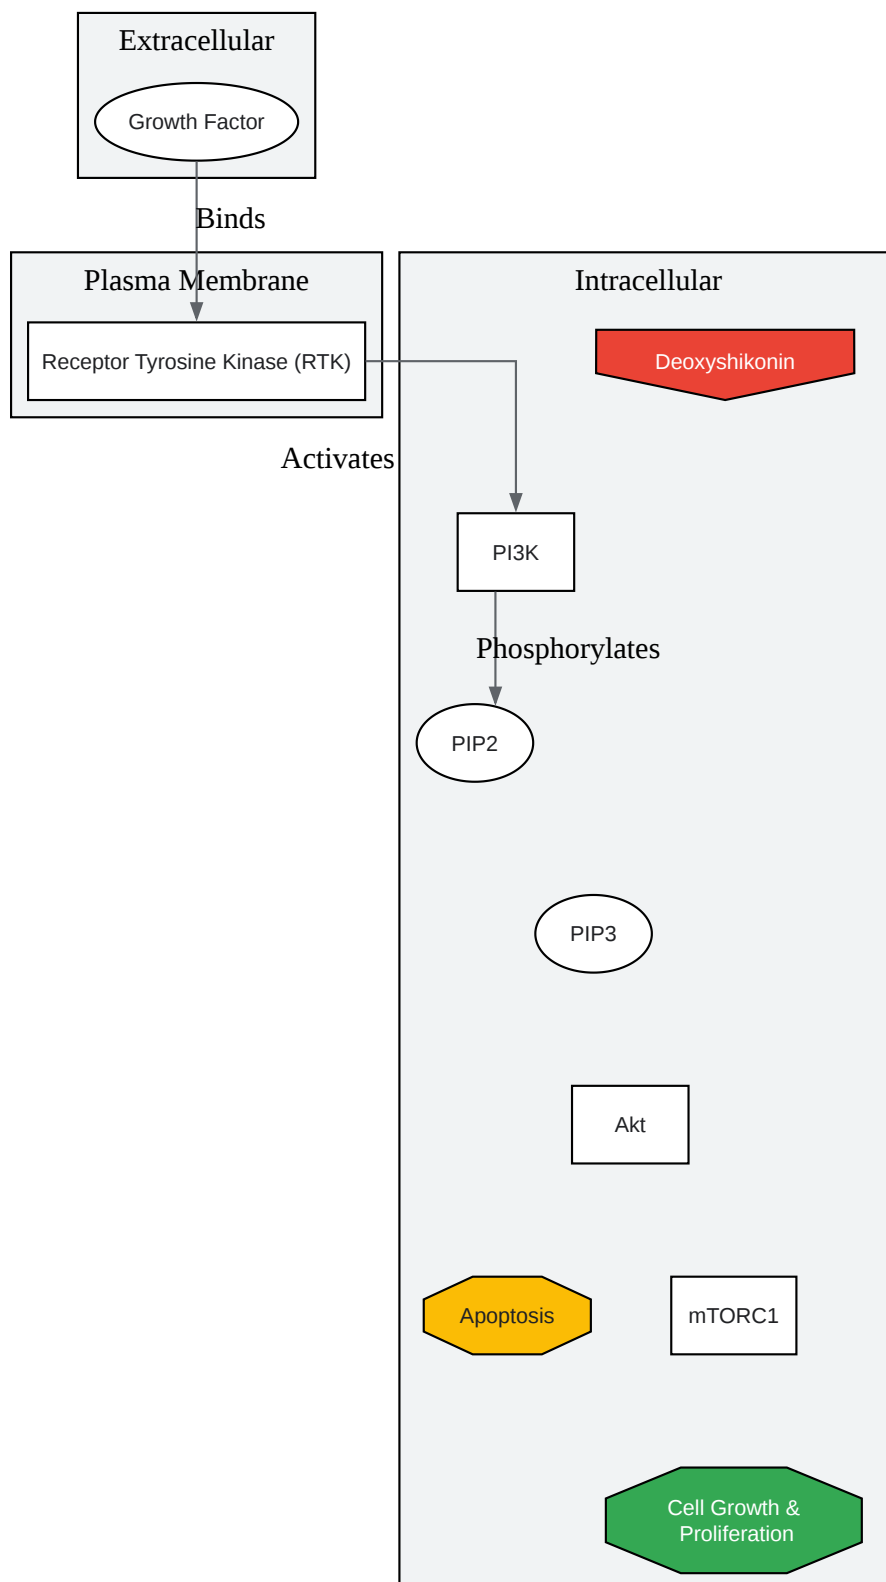 Extracellular
Growth Factor
Binds
Plasma Membrane
Receptor Tyrosine Kinase (RTK)
Intracellular
Deoxyshikonin
Activates
PI3K
Phosphorylates
PIP2
PIP3
Akt
Apoptosis
mTORC1
Cell Growth &
Proliferation